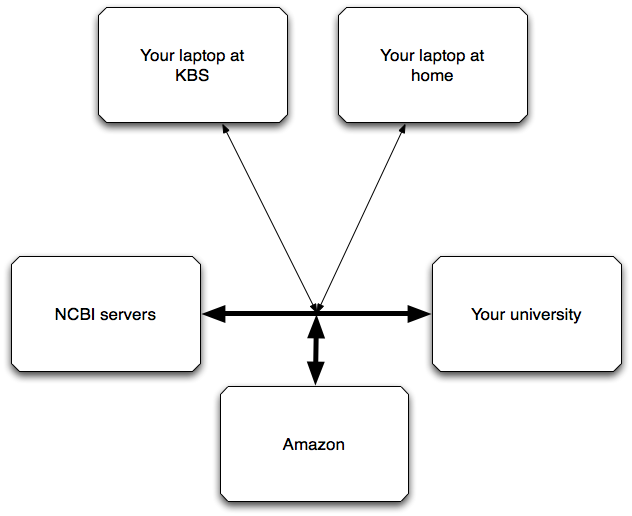 Your laptop at
KBS
Your laptop at
home
NCBI servers
Your university
Amazon